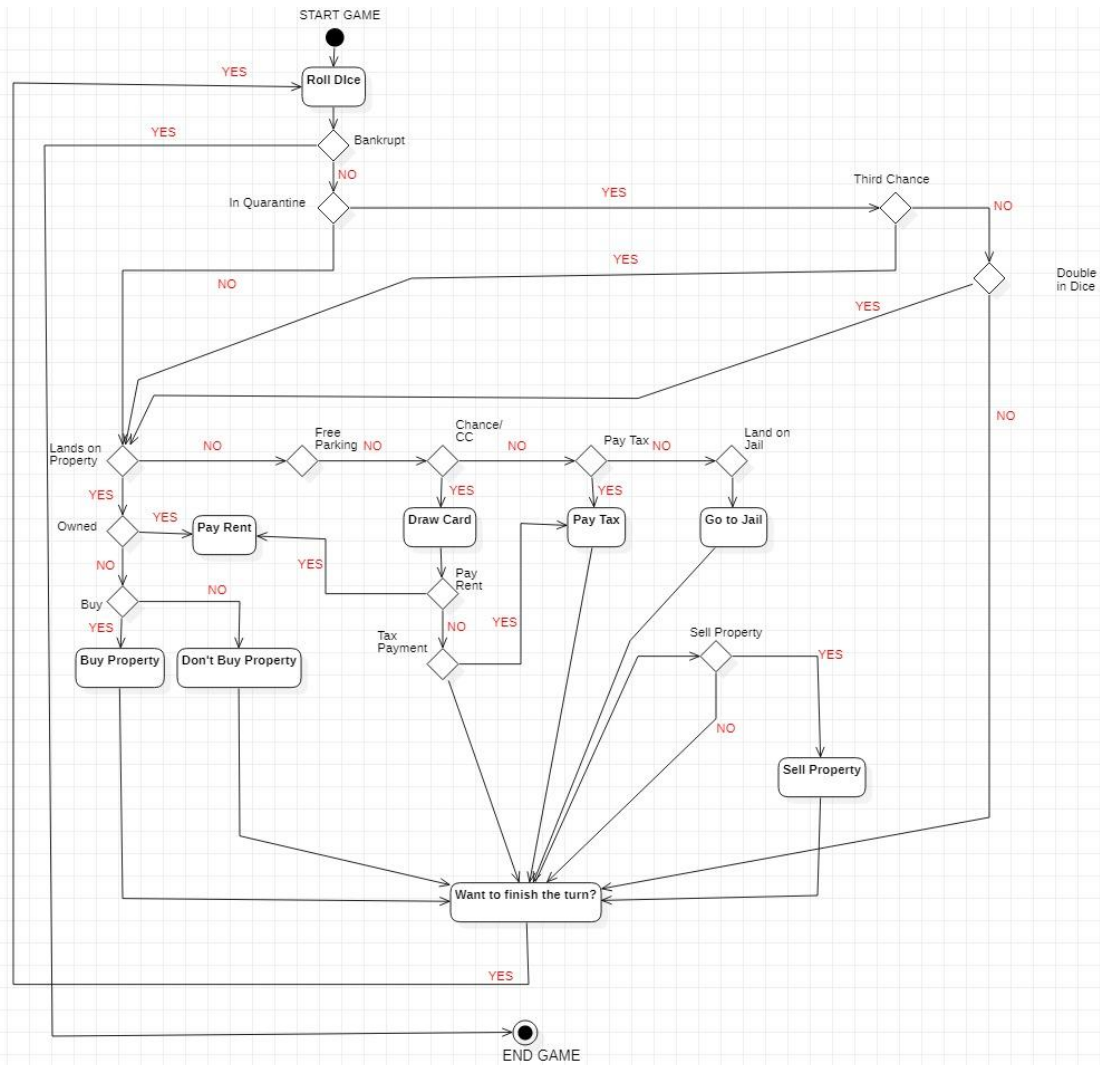 START GAME
YES
Roll DIce
YES
Bankrupt
NO
In Quarantine
YES
Third Chance
NO
NO
YES
Double
in Dice
YES
NO
Lands on
Property
NO
Free
Parking
NO
Chance/
CC
NO
Pay Tax
NO
Land on
Jail
YES
YES
YES
Owned
YES
Pay Rent
Draw Card
Pay Tax
Go to Jail
NO
YES
Pay
Rent
Buy
NO
YES
NO
YES
Tax
Payment
Sell Property
Buy Property
Don't Buy Property
YES
NO
Sell Property
Want to finish the turn?
YES
END GAME